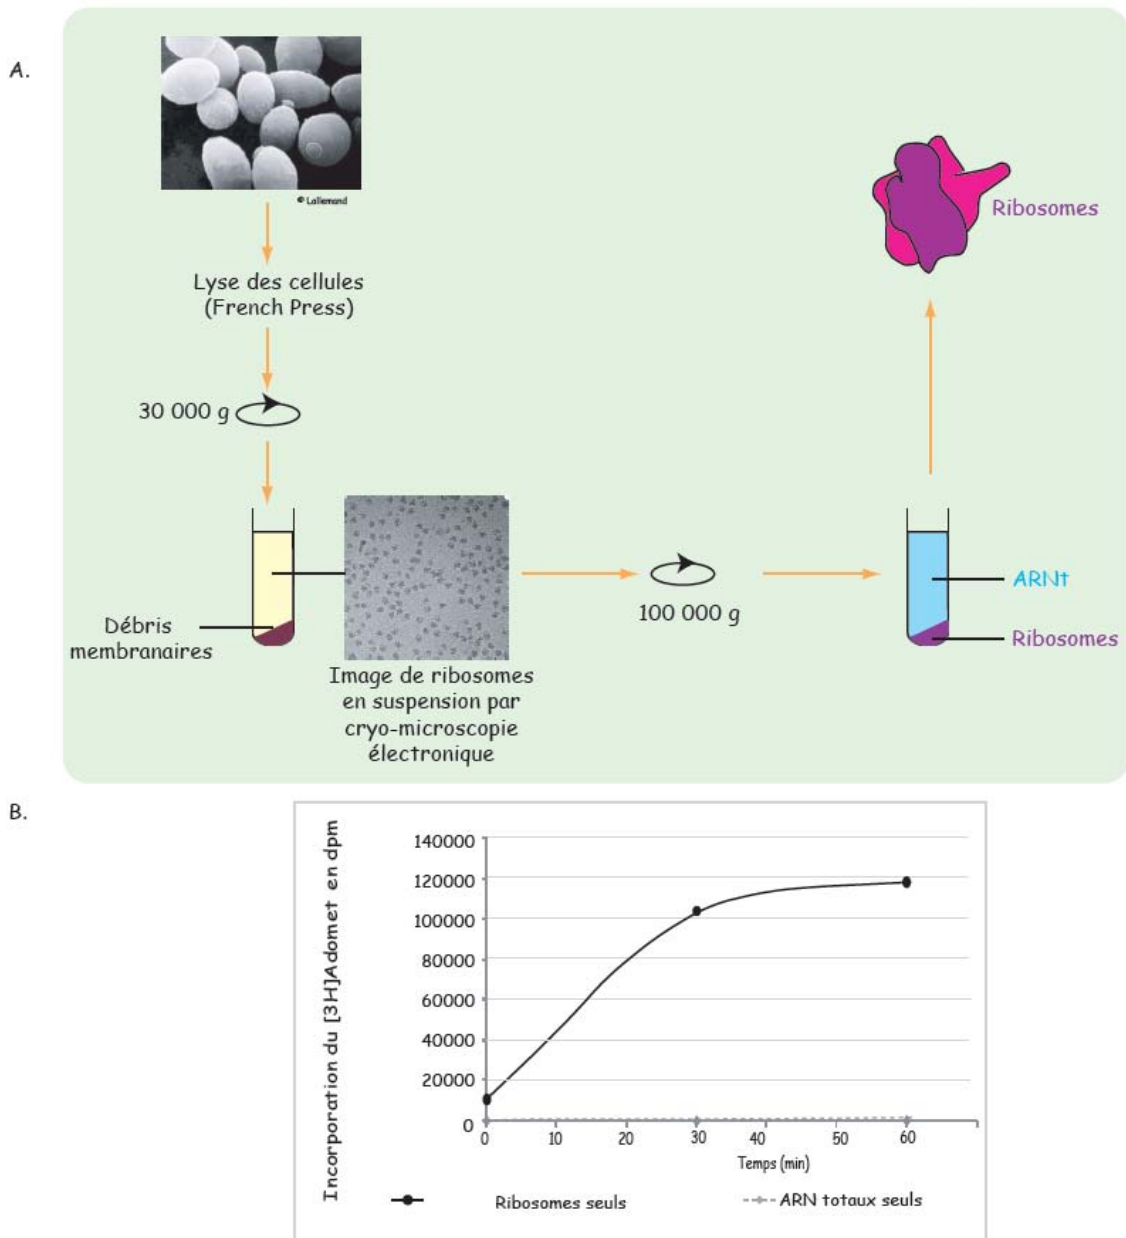 A.
© Lallemand
Lyse des cellules
(French Press)
30 000 g
Débris
membranaires
Image de ribosomes
en suspension par
cryo-microscopie
électronique
100 000 g
Ribosomes
ARNt
Ribosomes
B.
Incorporation du [3H]Adomet en dpm
140000
120000
100000
80000
60000
40000
20000
0
0 10 20 30 40 50 60
Temps (min)
Ribosomes seuls
ARN totaux seuls